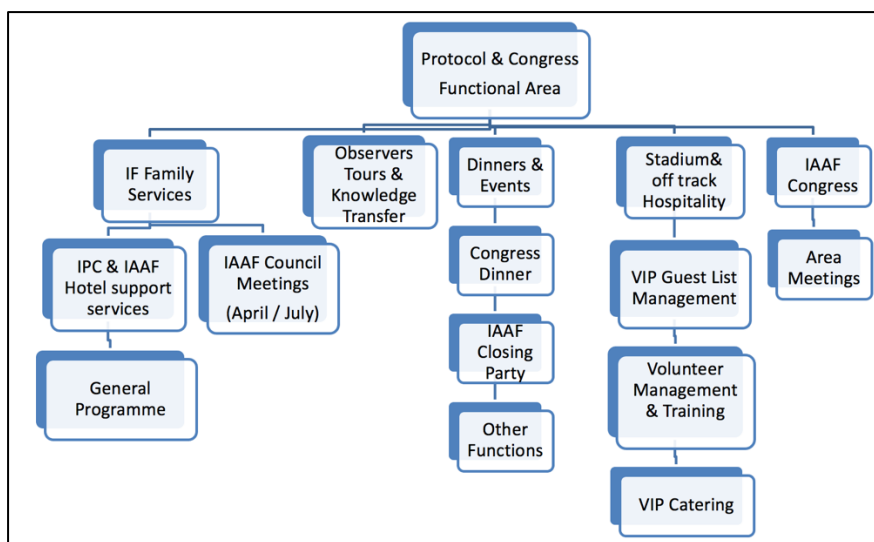 Protocol & Congress
Functional Area
IF Family
Services
Observers
Tours &
Knowledge
Transfer
Dinners &
Events
Stadium&
off track
Hospitality
IAAF
Congress
IPC & IAAF
Hotel support
services
IAAF Council
Meetings
(April / July)
Congress
Dinner
VIP Guest List
Management
Area
Meetings
General
Programme
IAAF
Closing
Party
Volunteer
Management
& Training
Other
Functions
VIP Catering